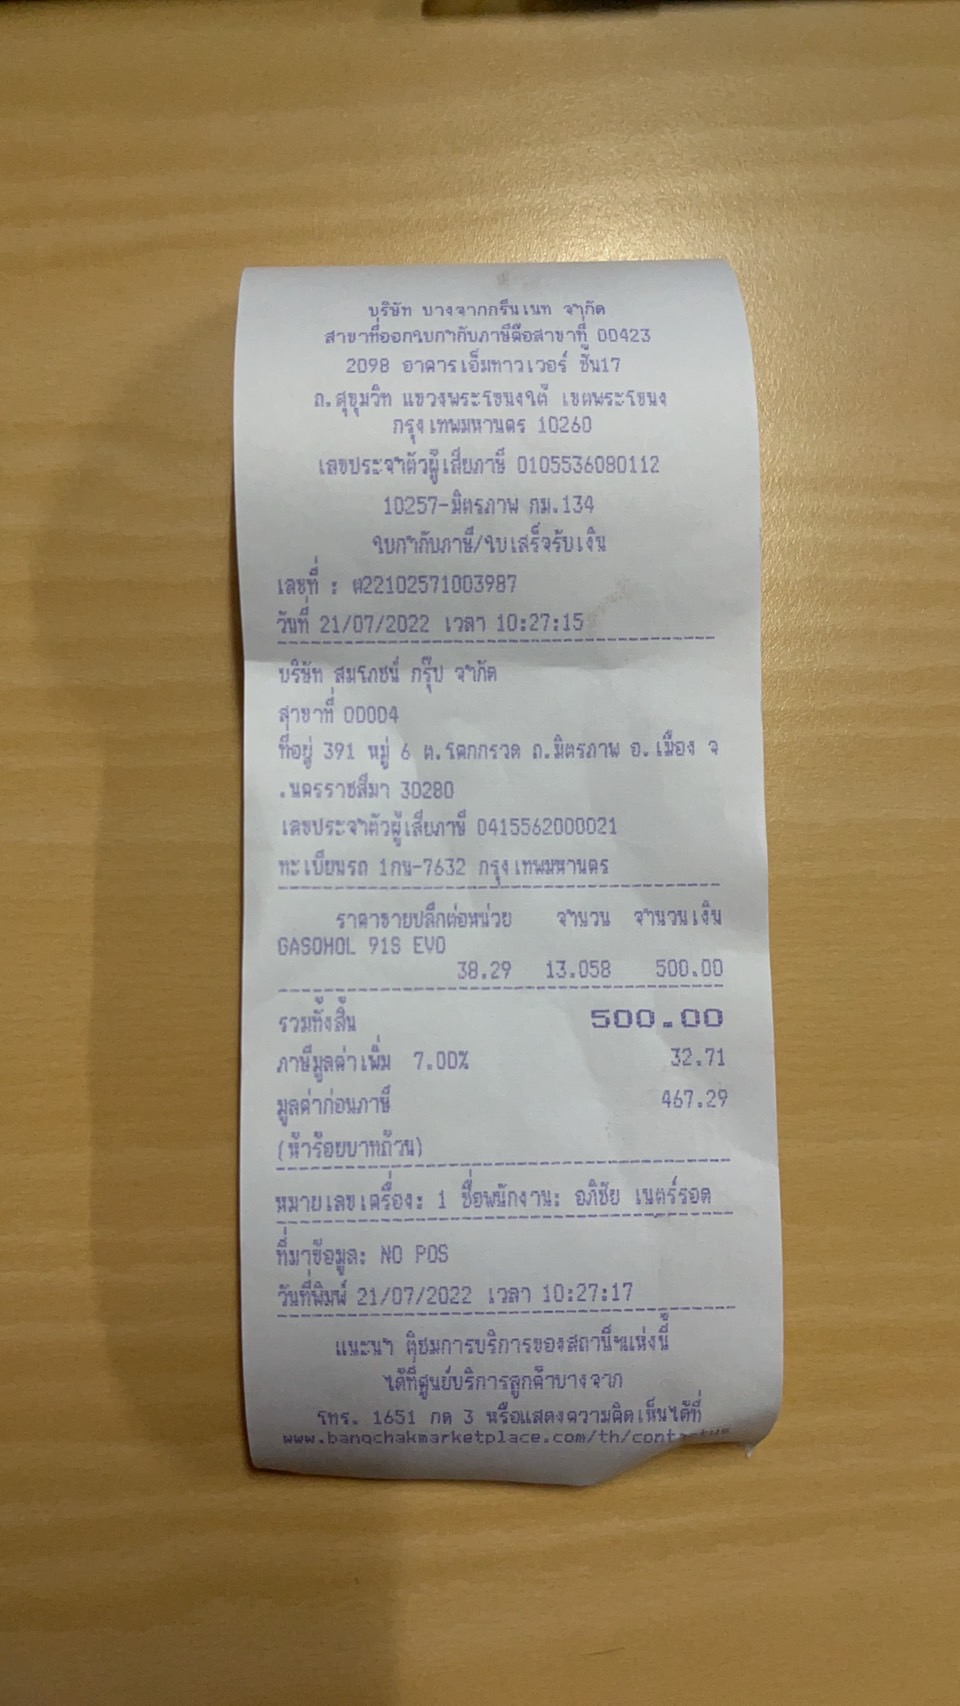 บริษัท บางจากกรีนเนท จำกัด
สาขาที่ออกใบกำกับภาษีคือสาขาที่ 00423
2098 อาคารเอ็มทาวเวอร์ ชั้น17
ถ.สุขุมวิท แขวงพระโขนงใต้ เขตพระโขนง
กรุงเทพมหานคร 10260
เลขประจำตัวผู้เสียภาษี 0105536080112
10257-มิตรภาพ กม.134
ใบกำกับภาษี/ใบเสร็จรับเงิน
เลขที่ : ต22102571003987
วันที่ 21/07/2022 เวลา 10:27:15
บริษัท สมโภชน์ กรุ๊ป จำกัด
สาขาที่ 00004
ที่อยู่ 391 หมู่ 6 ต.โคกกรวด ถ.มิตรภาพ อ.เมือง จ
.นครราชสีมา 30280
เลขประจำตัวผู้เสียภาษี 0415562000021
ทะเบียนรถ 1กน-7632 กรุงเทพมหานคร
ราคาขายปลีกต่อหน่วย จำนวน จำนวนเงิน
GASOHOL 91S EVO
38.29 13.058 500.00
รวมทั้งสิ้น 500.00
ภาษีมูลค่าเพิ่ม 7.00% 32.71
มูลค่าก่อนภาษี 467.29
(ห้าร้อยบาทถ้วน)
หมายเลขเครื่อง: 1 ชื่อพนักงาน: อภิชัย เนตร์รอด
ที่มาข้อมูล: NO POS
วันที่พิมพ์ 21/07/2022 เวลา 10:27:17
แนะนำ ติชมการบริการของสถานีฯแห่งนี้
ได้ที่ศูนย์บริการลูกค้าบางจาก
โทร. 1651 กด 3 หรือแสดงความคิดเห็นได้ที่
www.bangchakmarketplace.com/th/contactus